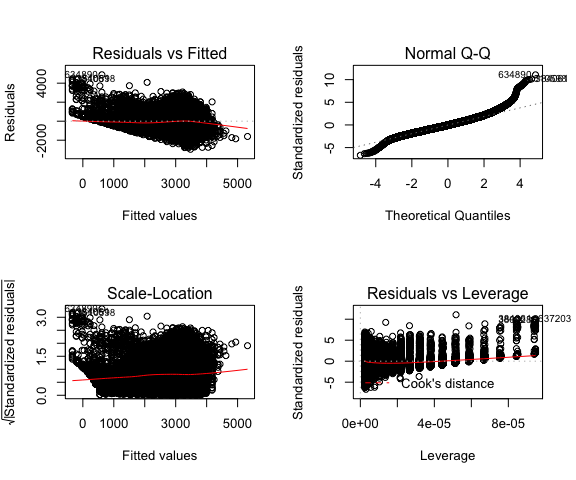 Residuals vs Fitted
Residuals
-2000
4000
0
1000
3000
5000
Fitted values
Normal Q-Q
634890
Standardized residuals
-5
0
5
10
-4
-2
0
2
4
Theoretical Quantiles
Scale-Location
√|Standardized residuals|
0.0
1.5
3.0
0
1000
3000
5000
Fitted values
Residuals vs Leverage
Standardized residuals
-5
0
5
Cook's distance
0e+00
4e-05
8e-05
Leverage